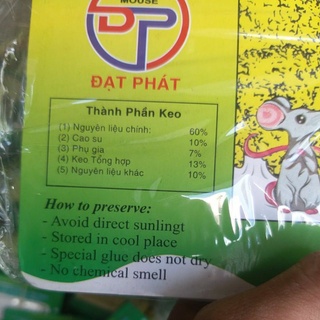 MOUSE
DP
ĐẠT PHÁT
Thành Phần Keo
(1) Nguyên liệu chính: 60%
(2) Cao su 10%
(3) Phụ gia 7%
(4) Keo Tổng hợp 13%
(5) Nguyên liệu khác 10%
How to preserve:
- Avoid direct sunlingt
- Stored in cool place
- Special glue does not dry
- No chemical smell